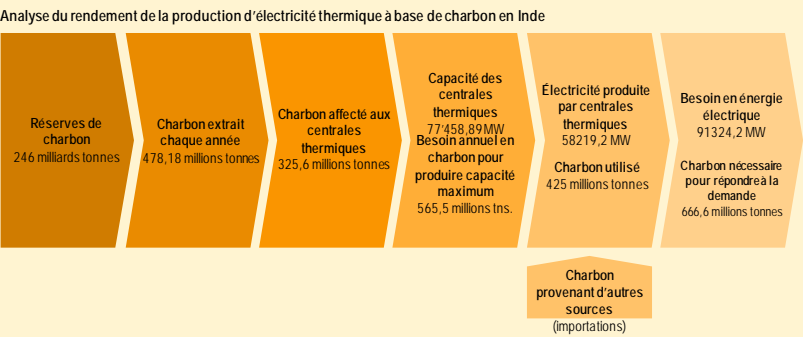 Analyse du rendement de la production d'électricité thermique à base de charbon en Inde
Réserves de
charbon
246 milliards tonnes
Charbon extrait
chaque année
478,18 millions tonnes
Charbon affecté aux
centrales
thermiques
325,6 millions tonnes
Capacité des
centrales
thermiques
77'458,89 MW
Besoin annuel en
charbon pour
produire capacité
maximum
565,5 millions tns.
Électricité produite
par centrales
thermiques
58219,2 MW
Charbon utilisé
425 millions tonnes
Besoin en énergie
électrique
91324,2 MW
Charbon nécessaire
pour répondre à la
demande
666,6 millions tonnes
Charbon
provenant d'autres
sources
(importations)